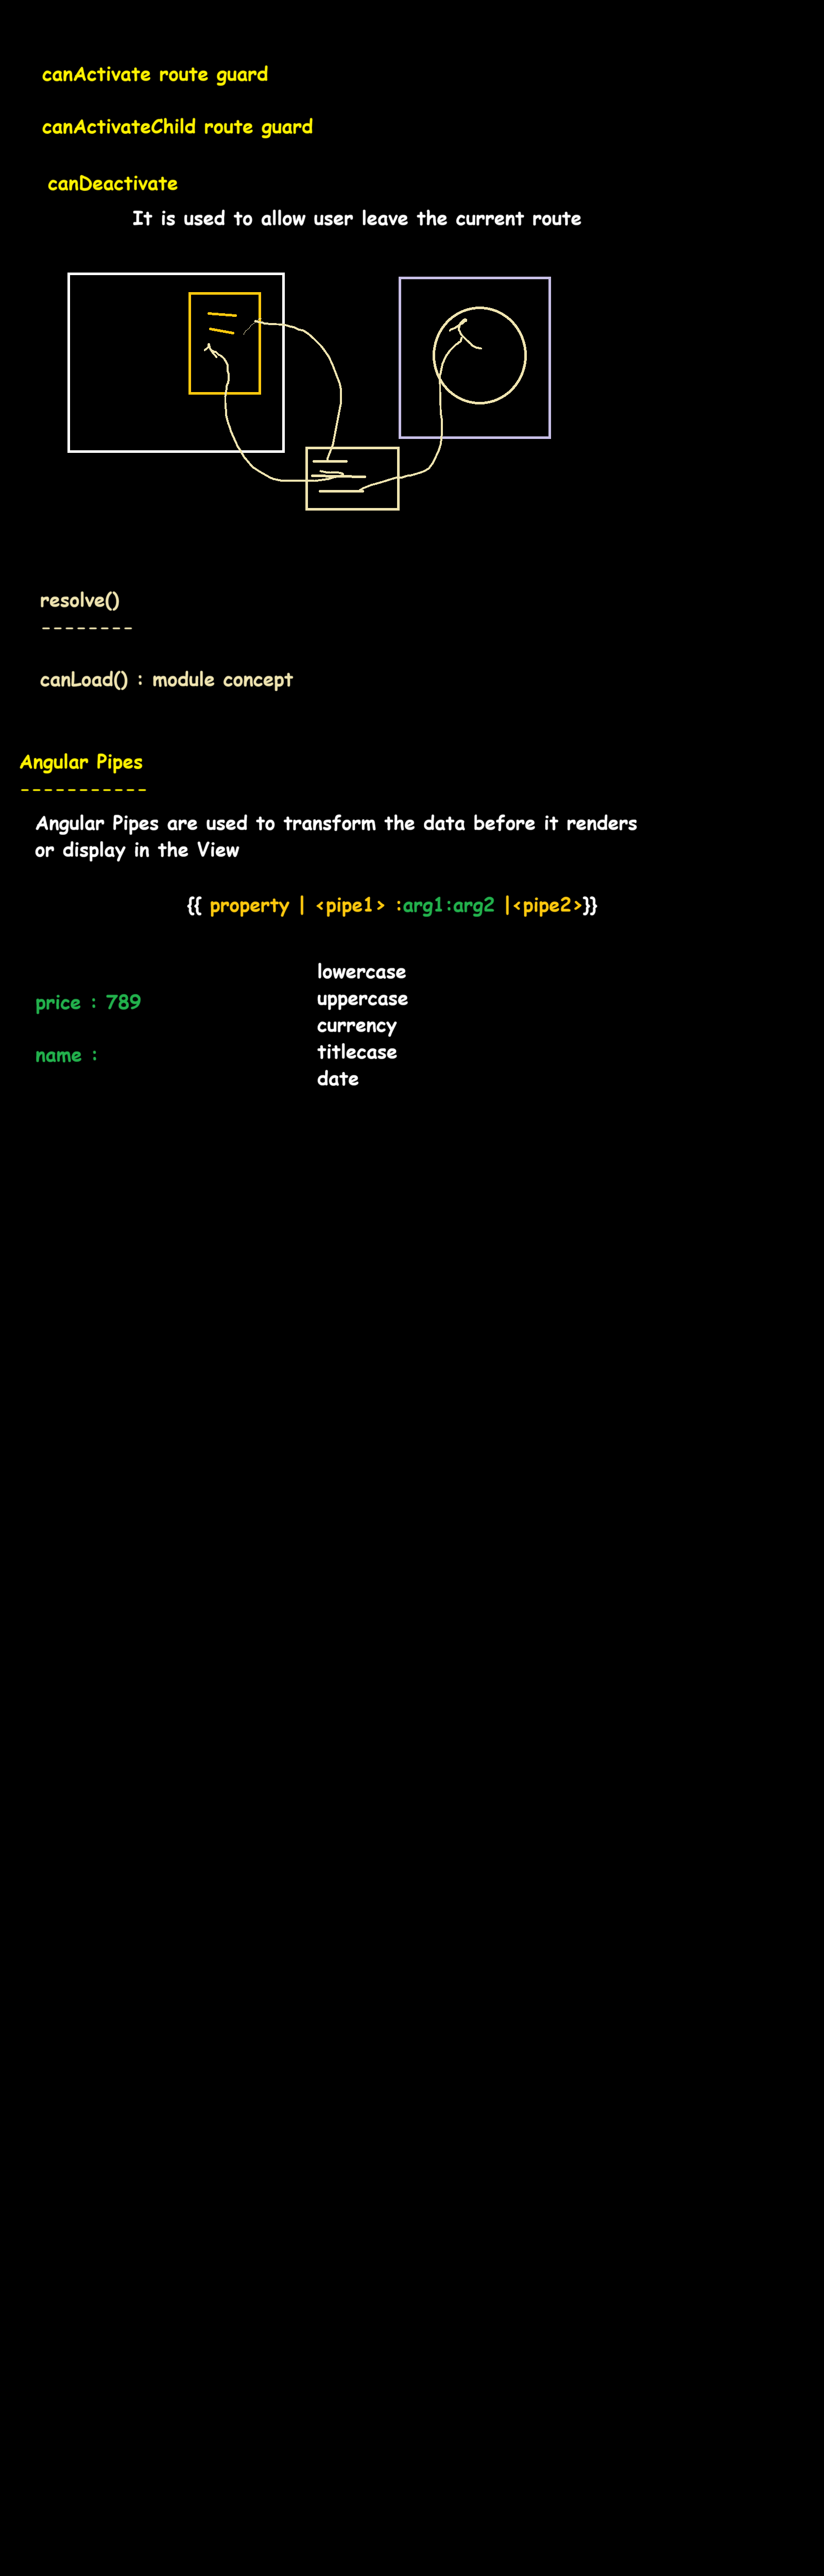 canActivate route guard
canActivateChild route guard
canDeactivate
It is used to allow user leave the current route
resolve()
--------
canLoad() : module concept
Angular Pipes
-----------
Angular Pipes are used to transform the data before it renders
or display in the View
{{ property | <pipe1> :arg1:arg2 |<pipe2>}}
lowercase
price : 789
uppercase
currency
name :
titlecase
date